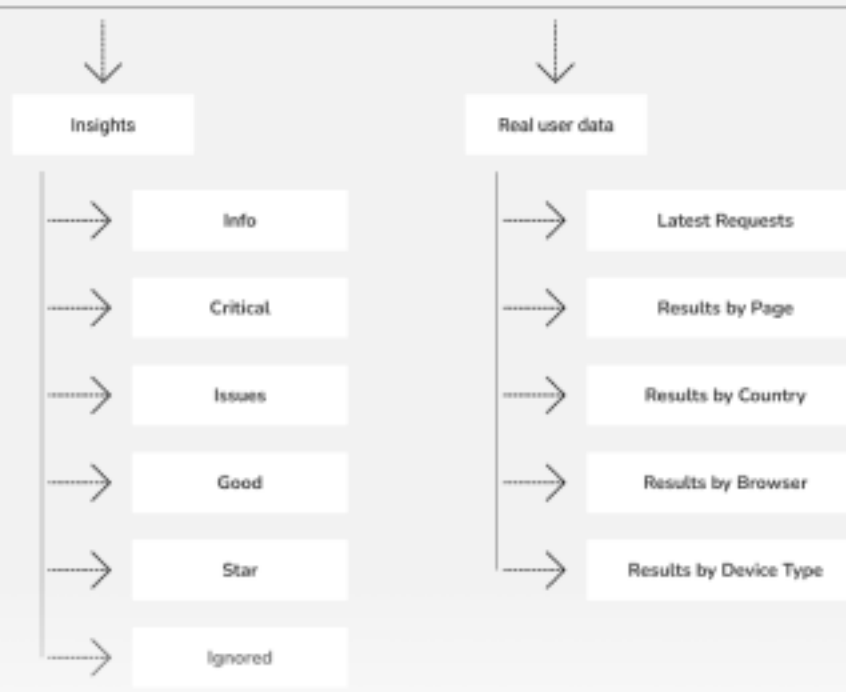 Insights
Info
Critical
Issues
Good
Star
Ignored
Real user data
Latest Requests
Results by Page
Results by Country
Results by Browser
Results by Device Type